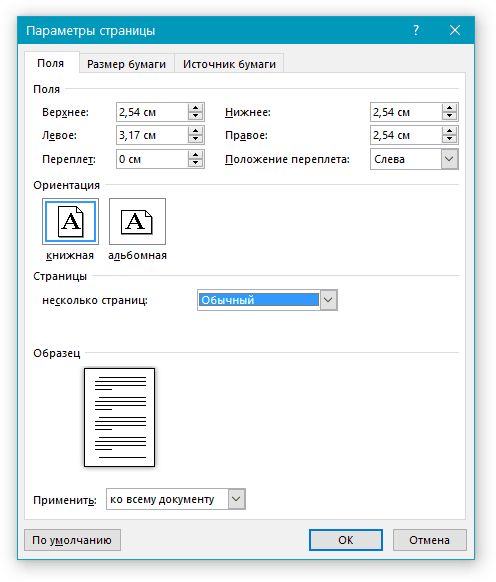 Параметры страницы ?
Поля Размер бумаги Источник бумаги
Поля
Верхнее: 2,54 см Нижнее: 2,54 см
Левое: 3,17 см Правое: 2,54 см
Переплет: 0 см Положение переплета: Слева
Ориентация
A A
книжная альбомная
Страницы
несколько страниц: Обычный
Образец
Применить: ко всему документу
По умолчанию ОК Отмена